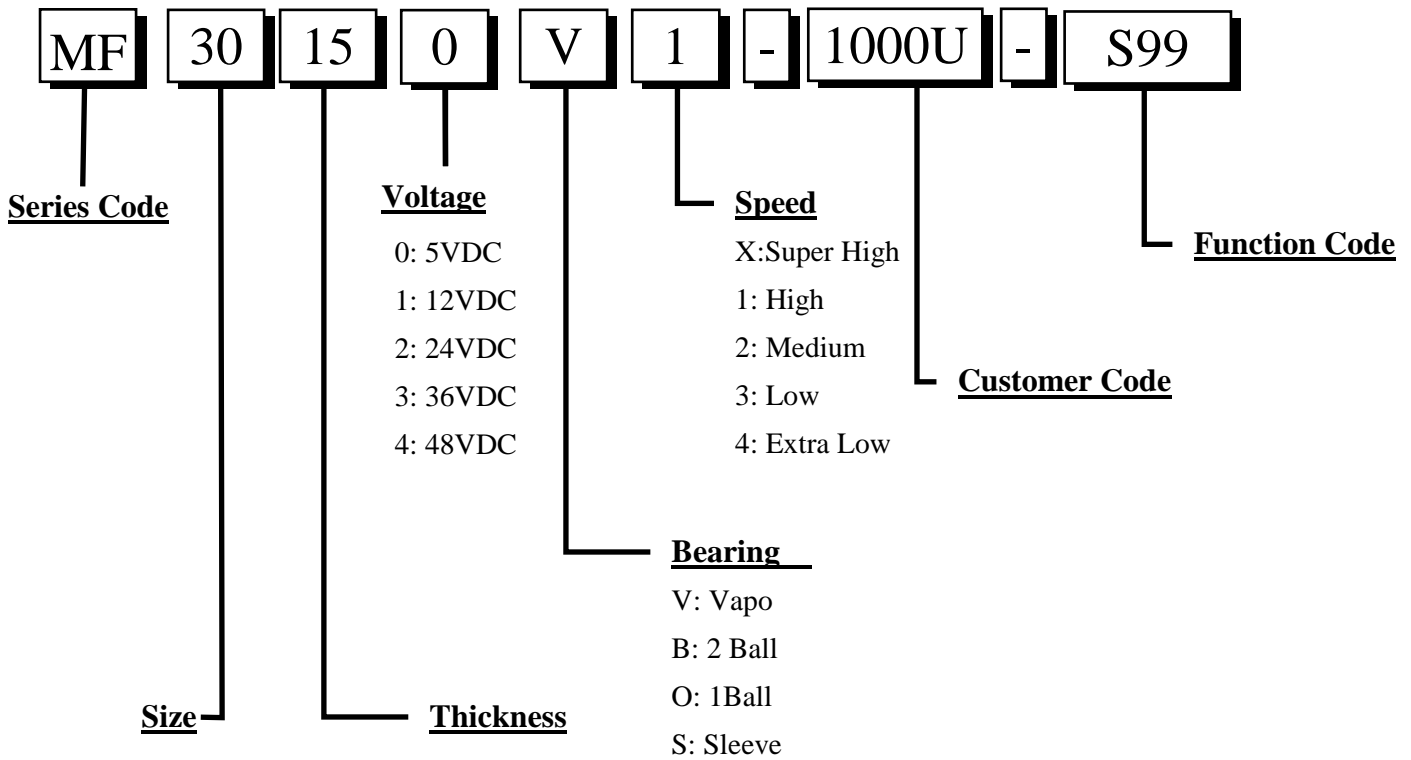 MF 30 15 0 V 1 - 1000U - S99
Series Code
Voltage
0: 5VDC
1: 12VDC
2: 24VDC
3: 36VDC
4: 48VDC
Speed
X:Super High
1: High
2: Medium
3: Low
4: Extra Low
Function Code
Customer Code
Bearing
V: Vapo
B: 2 Ball
O: 1Ball
S: Sleeve
Size
Thickness